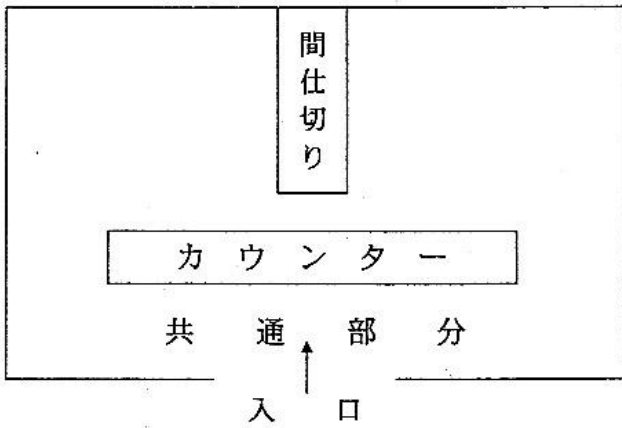 間仕切り
カウンター
共通部分
入口